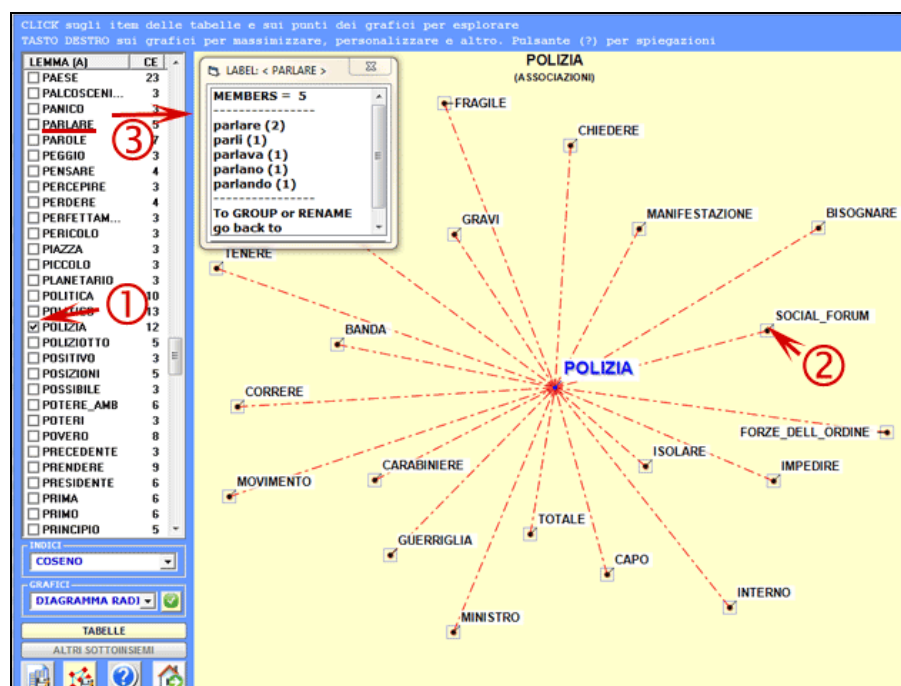 CLICK sugli item delle tabelle e sui punti dei grafici per esplorare
TASTO DESTRO sui grafici per massimizzare, personalizzare e altro. Pulsante (?) per spiegazioni
LEMMA (A) CE
PAESE 23
PALCOSCENI... 3
PANICO 3
PARLARE 5
PAROLE 7
PEGGIO 3
PENSARE 4
PERCEPIRE 3
PERDERE 4
PERFETTAM... 3
PERICOLO 3
PIAZZA 3
PICCOLO 3
PLANETARIO 3
POLITICA 10
POLITICO 13
POLIZIA 12
POLIZIOTTO 5
POSITIVO 3
POSIZIONI 5
POSSIBILE 3
POTERE_AMB 6
POTERI 3
POVERO 8
PRECEDENTE 3
PRENDERE 9
PRESIDENTE 6
PRIMA 6
PRIMO 6
PRINCIPIO 5
INDICI
COSENO
GRAFICI
DIAGRAMMA RADI
TABELLE
ALTRI SOTTOINSIEMI
LABEL: < PARLARE >
MEMBERS = 5
----------------
parlare (2)
parli (1)
parlava (1)
parlano (1)
parlando (1)
----------------
To GROUP or RENAME
go back to
1
2
3
POLIZIA
(ASSOCIAZIONI)
FRAGILE
CHIEDERE
GRAVI
MANIFESTAZIONE
BISOGNARE
TENERE
SOCIAL_FORUM
BANDA
POLIZIA
CORRERE
FORZE_DELL_ORDINE
ISOLARE
CARABINIERE
IMPEDIRE
MOVIMENTO
TOTALE
GUERRIGLIA
CAPO
INTERNO
MINISTRO